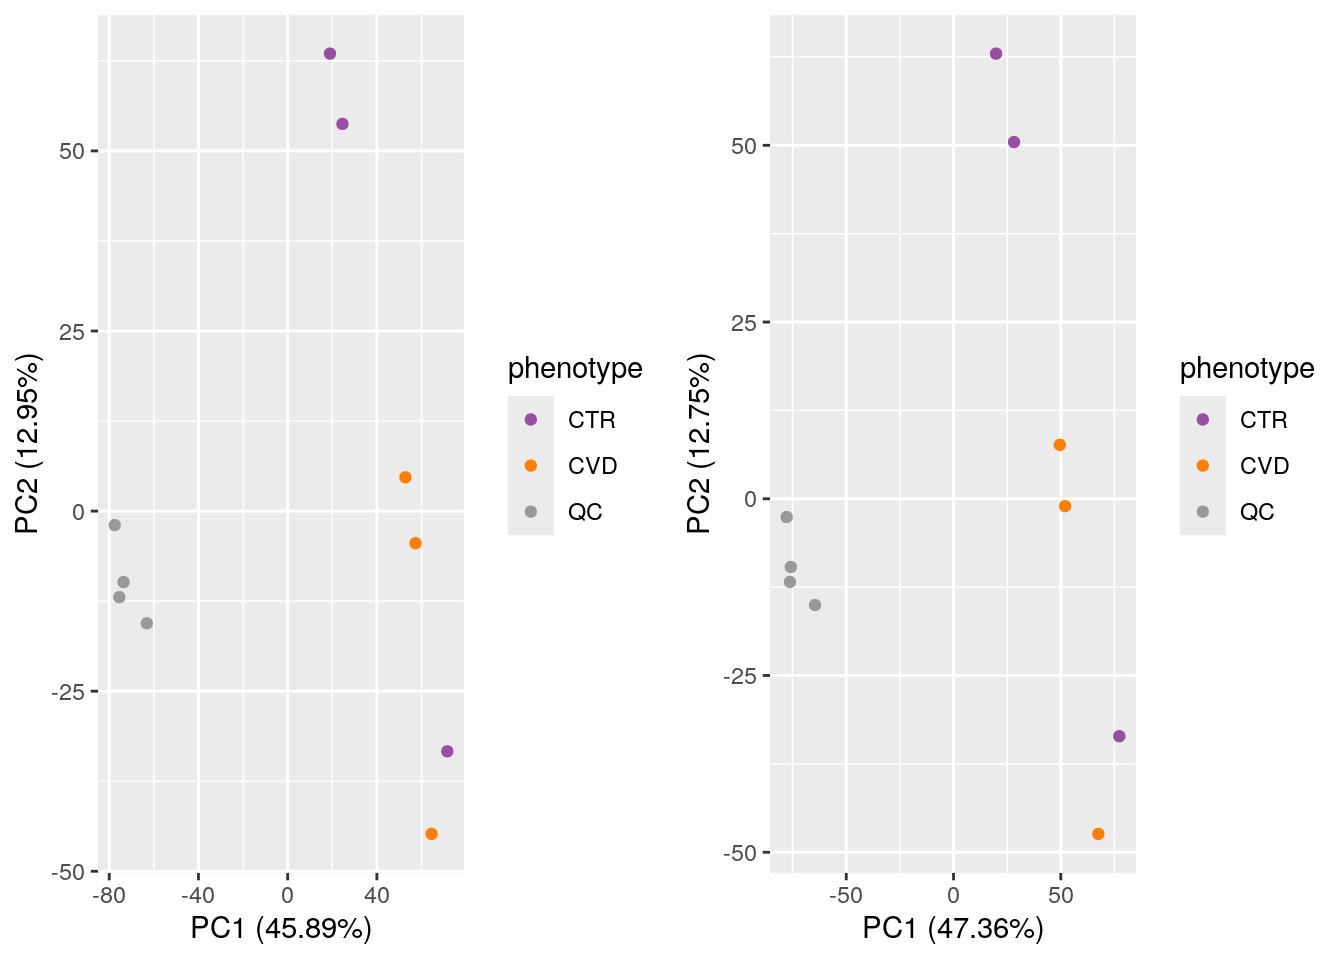 PC2 (12.95%)
50
25
0
-25
-50
-80
-40
0
40
PC1 (45.89%)
phenotype
CTR
CVD
QC
PC2 (12.75%)
50
25
0
-25
-50
-50
0
50
PC1 (47.36%)
phenotype
CTR
CVD
QC